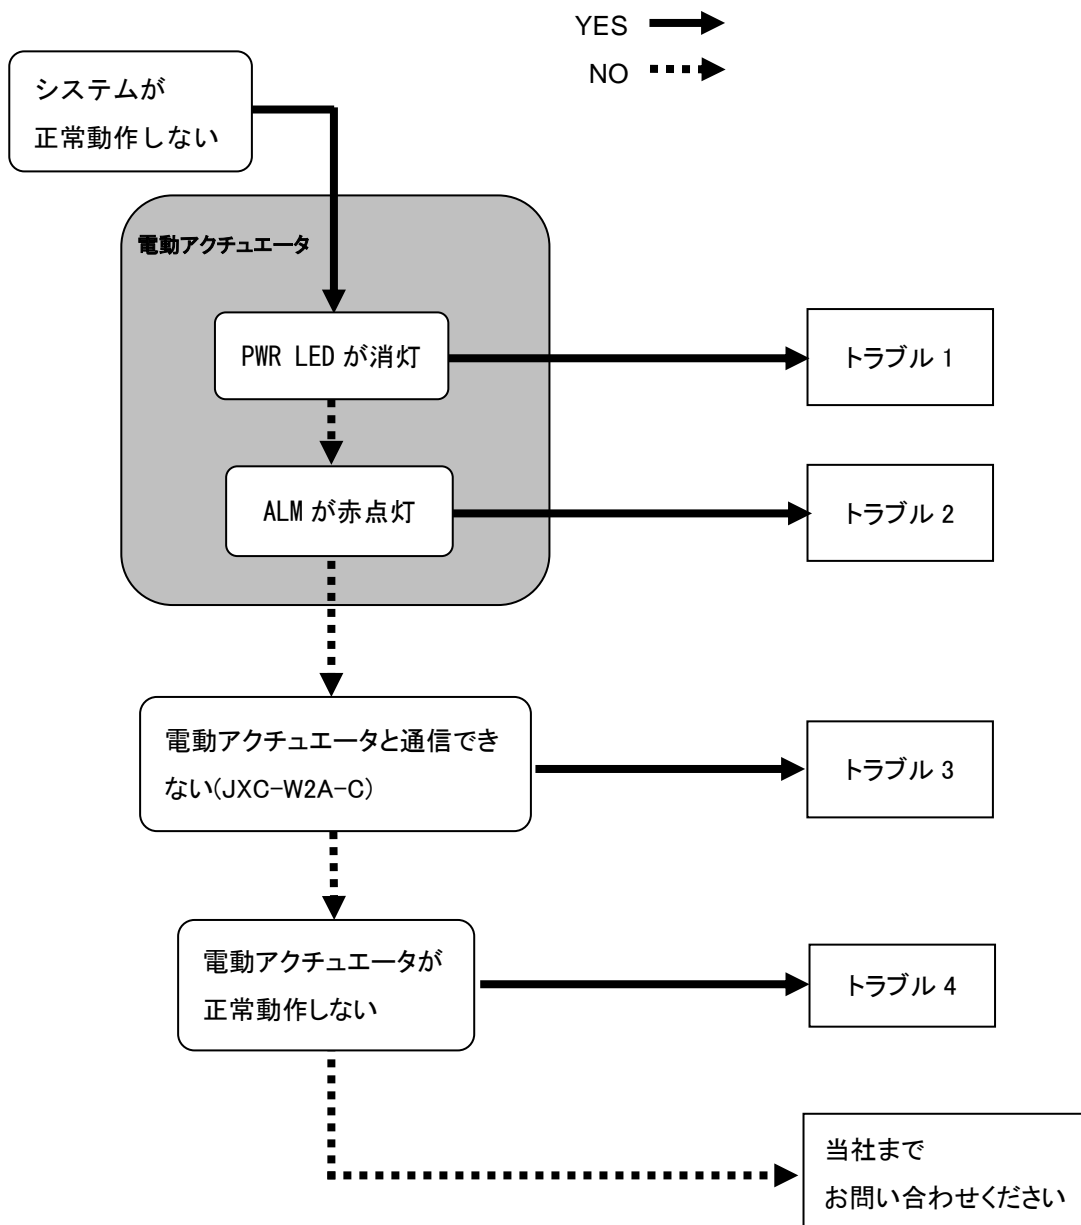 YES
NO
システムが
正常動作しない
電動アクチュエータ
PWR LED が消灯
トラブル 1
ALM が赤点灯
トラブル 2
電動アクチュエータと通信でき
ない(JXC-W2A-C)
トラブル 3
電動アクチュエータが
正常動作しない
トラブル 4
当社まで
お問い合わせください